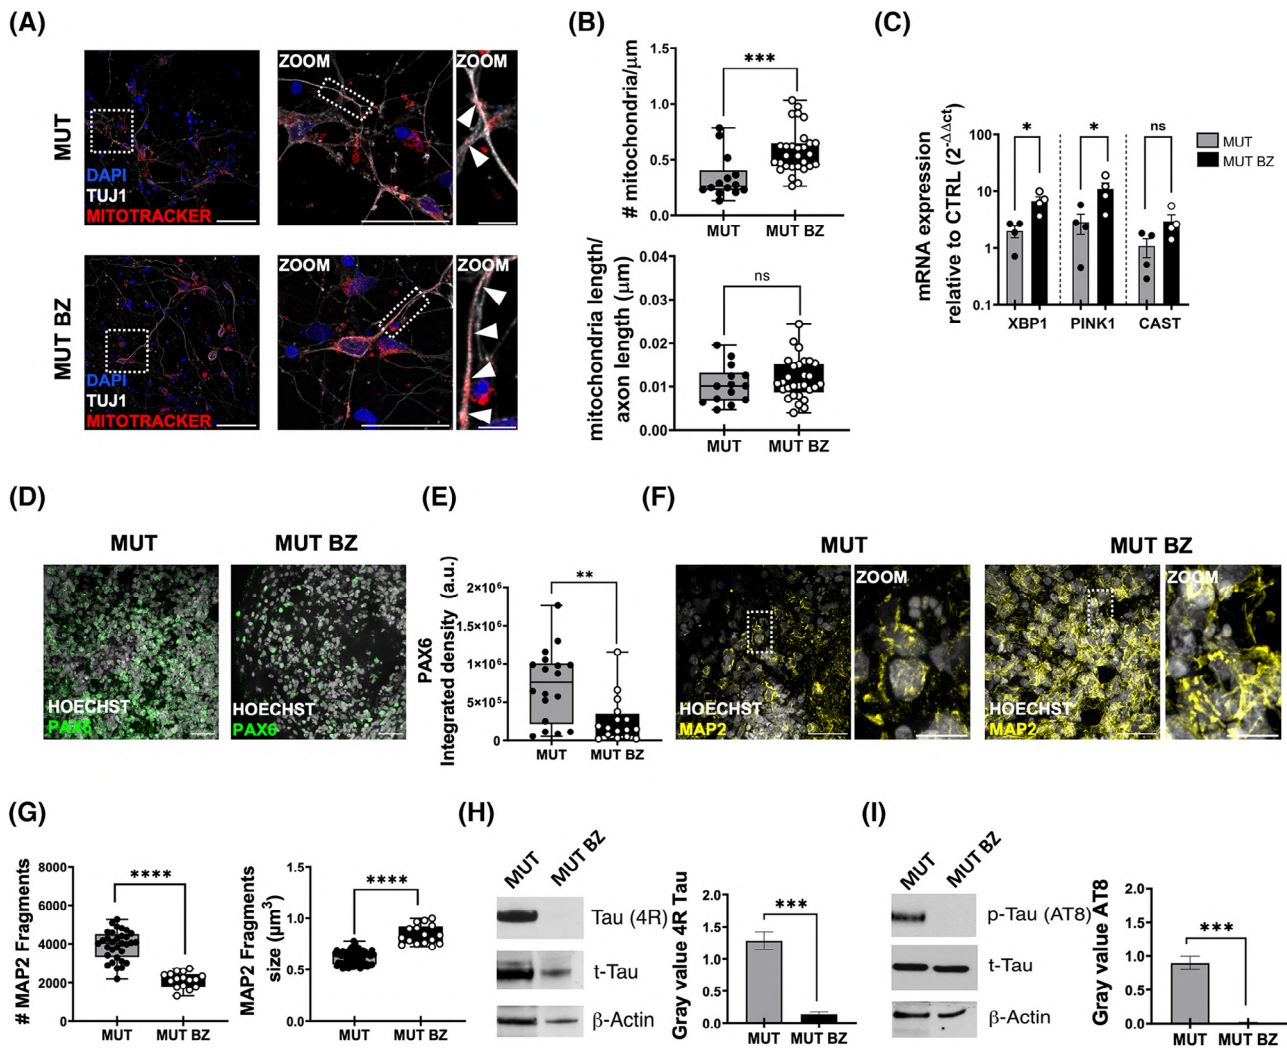 (A)
MUT
DAPI
TUJ1
MITOTRACKER
ZOOM
ZOOM
MUT BZ
DAPI
TUJ1
MITOTRACKER
ZOOM
ZOOM
(B)
# mitochondria/μm
1.5
1.0
0.5
0.0
***
MUT
MUT BZ
mitochondria length/
axon length (μm)
0.04
0.03
0.02
0.01
0.00
ns
MUT
MUT BZ
(C)
mRNA expression
relative to CTRL (2^-ΔΔct)
100
10
1
0.1
*
*
ns
XBP1
PINK1
CAST
MUT
MUT BZ
(D)
MUT
MUT BZ
HOECHST
PAX6
HOECHST
PAX6
(E)
PAX6
Integrated density (a.u.)
2×10⁶
1×10⁶
1×10⁶
5×10⁵
0
**
MUT
MUT BZ
(F)
MUT
MUT BZ
HOECHST
MAP2
ZOOM
HOECHST
MAP2
ZOOM
(G)
# MAP2 Fragments
8000
6000
4000
2000
0
****
MUT
MUT BZ
MAP2 Fragments
size (μm³)
1.5
1.0
0.5
0.0
****
MUT
MUT BZ
(H)
MUT
MUT BZ
Tau (4R)
t-Tau
β-Actin
Gray value 4R Tau
2.0
1.5
1.0
0.5
0.0
***
MUT
MUT BZ
(I)
MUT
MUT BZ
p-Tau (AT8)
t-Tau
β-Actin
Gray value AT8
2.0
1.5
1.0
0.5
0.0
***
MUT
MUT BZ